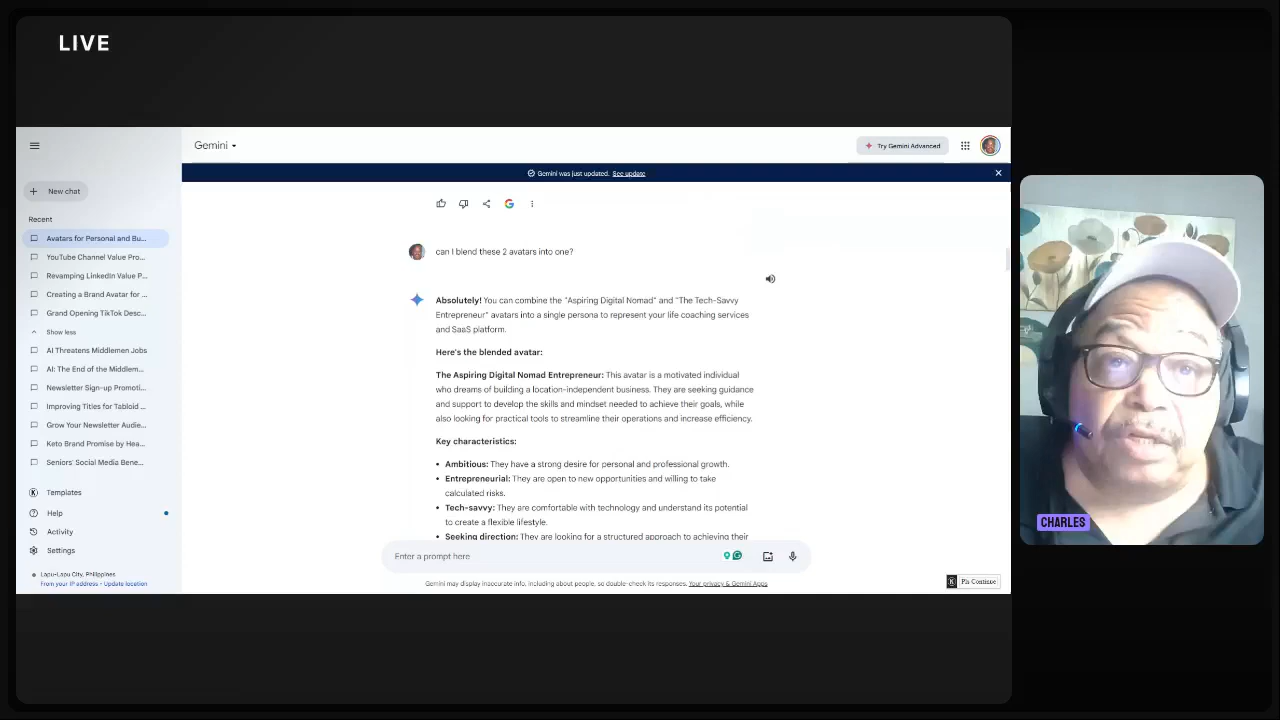 LIVE
Gemini
Try Gemini Advanced
Gemini was just updated. See update
New chat
Recent
Avatars for Personal and Bu...
YouTube Channel Value Pro...
Revamping LinkedIn Value P...
Creating a Brand Avatar for ...
Grand Opening TikTok Desc...
Show less
AI Threatens Middlemen Jobs
AI: The End of the Middlem...
Newsletter Sign-up Promoti...
Improving Titles for Tabloid ...
Grow Your Newsletter Audie...
Keto Brand Promise by Hea...
Seniors' Social Media Bene...
Templates
Help
Activity
Settings
Lapu-Lapu City, Philippines
From your IP address • Update location
can I blend these 2 avatars into one?
Absolutely! You can combine the "Aspiring Digital Nomad" and "The Tech-Savvy
Entrepreneur" avatars into a single persona to represent your life coaching services
and SaaS platform.
Here's the blended avatar:
The Aspiring Digital Nomad Entrepreneur: This avatar is a motivated individual
who dreams of building a location-independent business. They are seeking guidance
and support to develop the skills and mindset needed to achieve their goals, while
also looking for practical tools to streamline their operations and increase efficiency.
Key characteristics:
• Ambitious: They have a strong desire for personal and professional growth.
• Entrepreneurial: They are open to new opportunities and willing to take
calculated risks.
• Tech-savvy: They are comfortable with technology and understand its potential
to create a flexible lifestyle.
• Seeking direction: They are looking for a structured approach to achieving their
Enter a prompt here
Gemini may display inaccurate info, including about people, so double-check its responses. Your privacy & Gemini Apps
Pls Continue
CHARLES